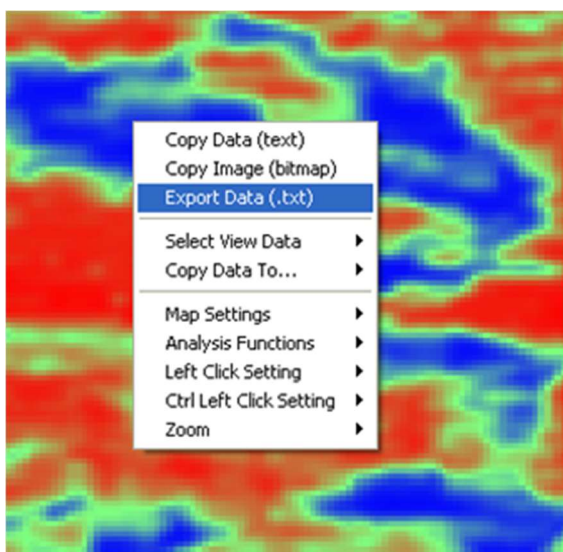 Copy Data (text)
Copy Image (bitmap)
Export Data (.txt)
Select View Data
Copy Data To...
Map Settings
Analysis Functions
Left Click Setting
Ctrl Left Click Setting
Zoom